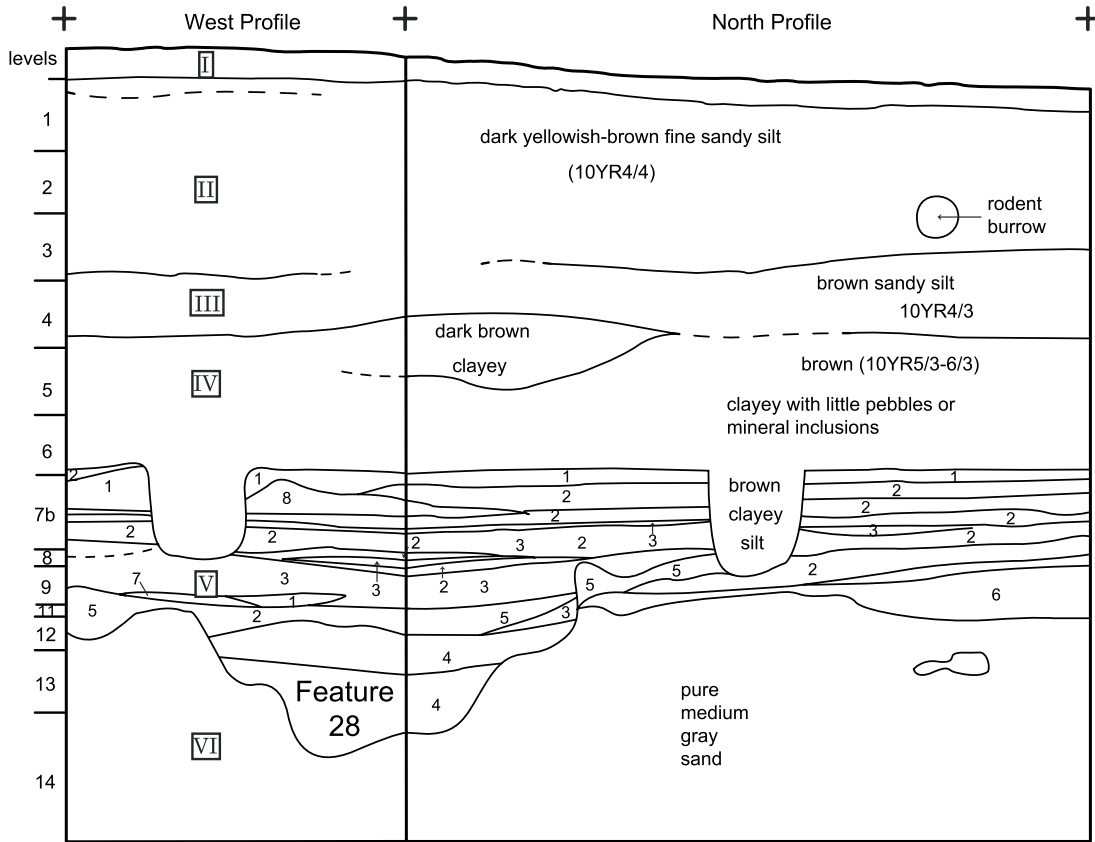 West Profile
North Profile
levels
I
1
dark yellowish-brown fine sandy silt
(10YR4/4)
2
II
rodent
burrow
3
brown sandy silt
III
10YR4/3
4
dark brown
clayey
brown (10YR5/3-6/3)
IV
5
clayey with little pebbles or
mineral inclusions
6
2
1
1
8
1
2
1
2
brown
clayey
silt
7b
2
2
2
2
2
2
3
2
3
2
3
8
7
V
3
3
2
3
5
5
2
9
1
6
11
5
2
5
3
12
4
13
Feature
28
4
pure
medium
gray
sand
VI
14